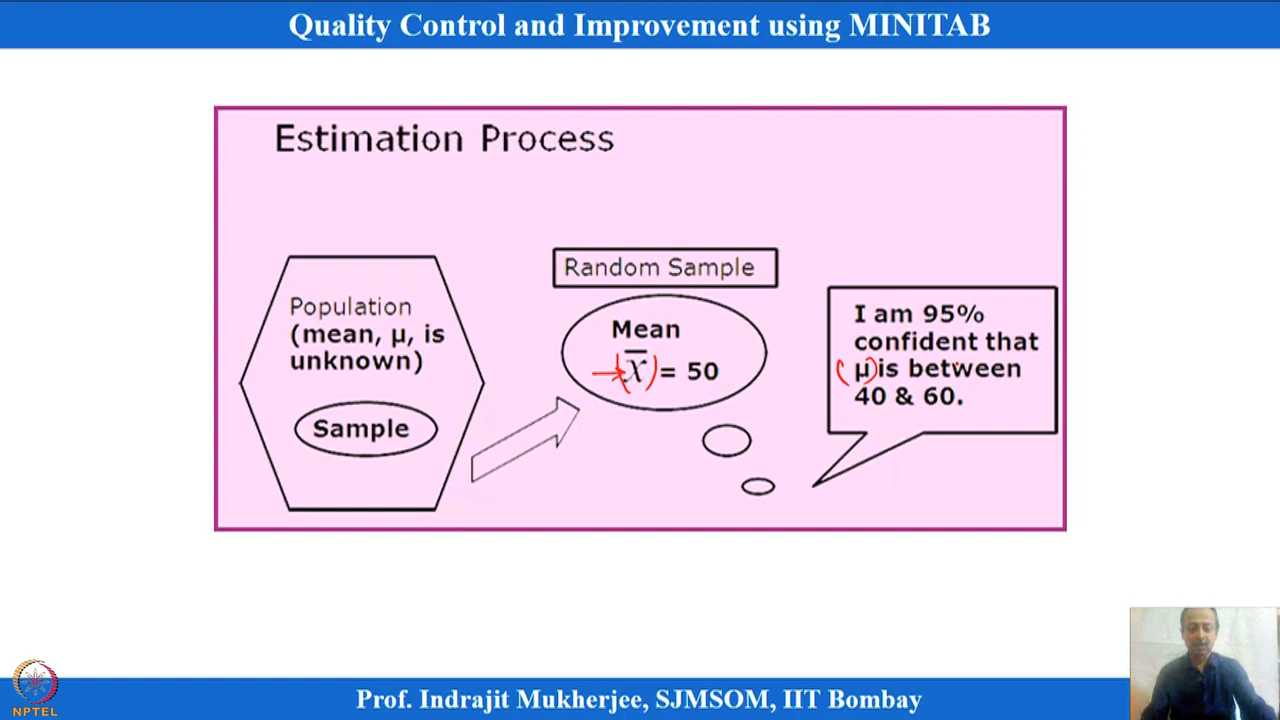 Quality Control and Improvement using MINITAB
Estimation Process
Population
(mean, μ, is
unknown)
Sample
Random Sample
Mean
x̅ = 50
I am 95%
confident that
μ is between
40 & 60.
NPTEL
Prof. Indrajit Mukherjee, SJMSOM, IIT Bombay